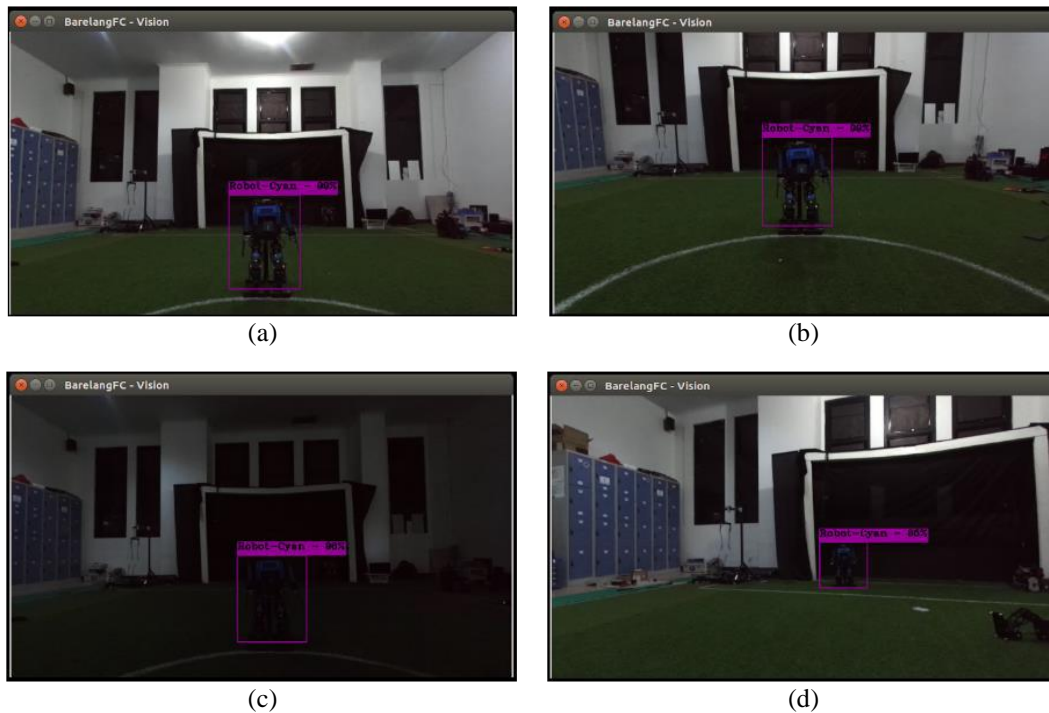 BarelangFC - Vision
Robot-Cyan -
(a)
BarelangFC - Vision
Robot-Cyan -
(b)
BarelangFC - Vision
Robot-Cyan -
(c)
BarelangFC - Vision
Robot-Cyan -
(d)